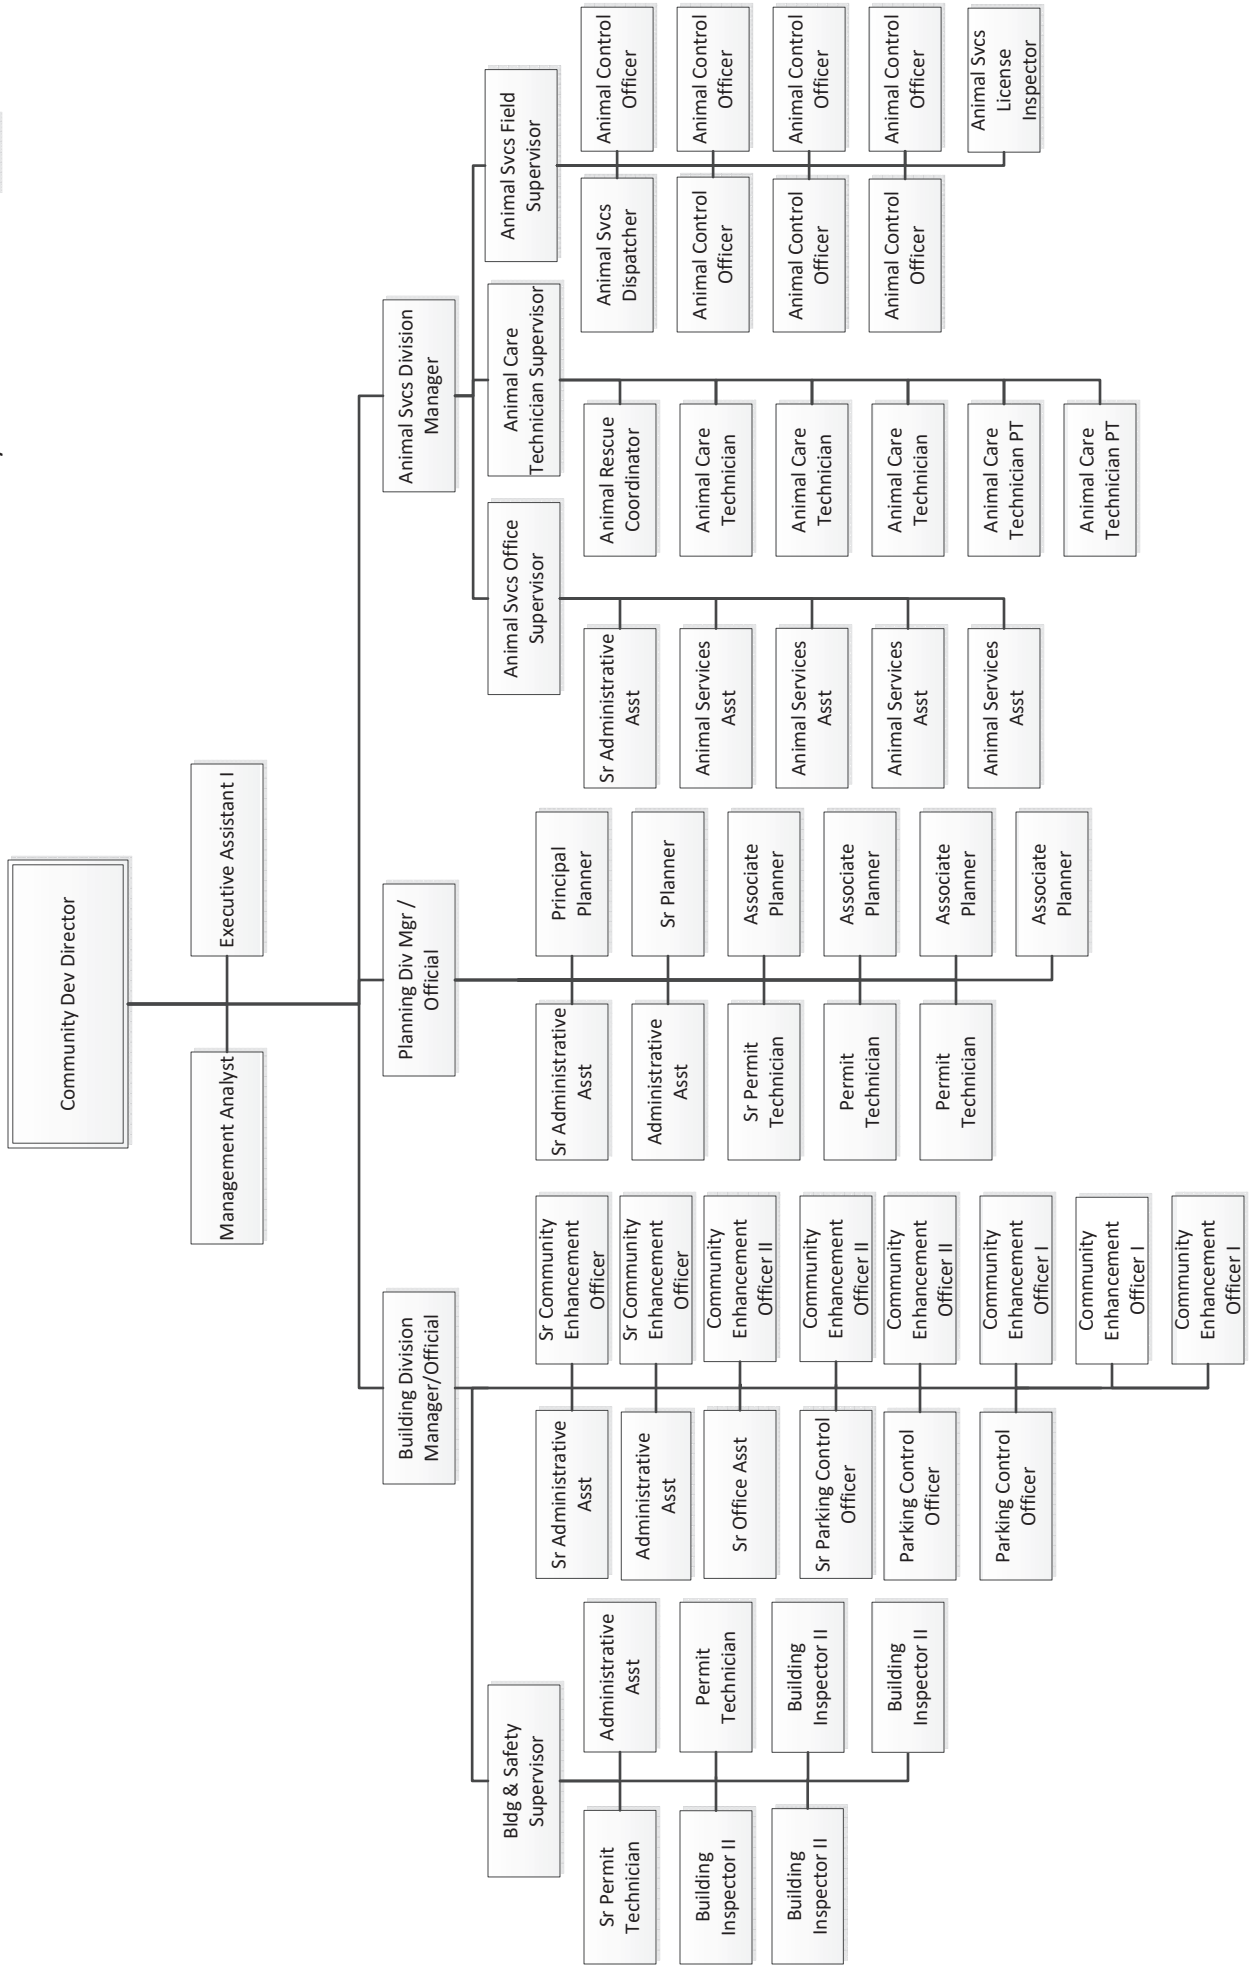 Community Dev Director
Management Analyst
Executive Assistant I
Building Division
Manager/Official
Planning Div Mgr /
Official
Animal Svcs Division
Manager
Bldg & Safety
Supervisor
Sr Permit
Technician
Administrative
Asst
Building
Inspector II
Permit
Technician
Building
Inspector II
Building
Inspector II
Building
Inspector II
Sr Administrative
Asst
Sr Community
Enhancement
Officer
Administrative
Asst
Sr Community
Enhancement
Officer
Sr Office Asst
Community
Enhancement
Officer II
Sr Parking Control
Officer
Community
Enhancement
Officer II
Parking Control
Officer
Community
Enhancement
Officer II
Parking Control
Officer
Community
Enhancement
Officer I
Community
Enhancement
Officer I
Community
Enhancement
Officer I
Sr Administrative
Asst
Principal
Planner
Administrative
Asst
Sr Planner
Sr Permit
Technician
Associate
Planner
Permit
Technician
Associate
Planner
Permit
Technician
Associate
Planner
Associate
Planner
Animal Svcs Office
Supervisor
Sr Administrative
Asst
Animal Services
Asst
Animal Services
Asst
Animal Services
Asst
Animal Services
Asst
Animal Care
Technician Supervisor
Animal Rescue
Coordinator
Animal Care
Technician
Animal Care
Technician
Animal Care
Technician
Animal Care
Technician PT
Animal Care
Technician PT
Animal Svcs Field
Supervisor
Animal Svcs
Dispatcher
Animal Control
Officer
Animal Control
Officer
Animal Control
Officer
Animal Control
Officer
Animal Control
Officer
Animal Control
Officer
Animal Control
Officer
Animal Svcs
License
Inspector